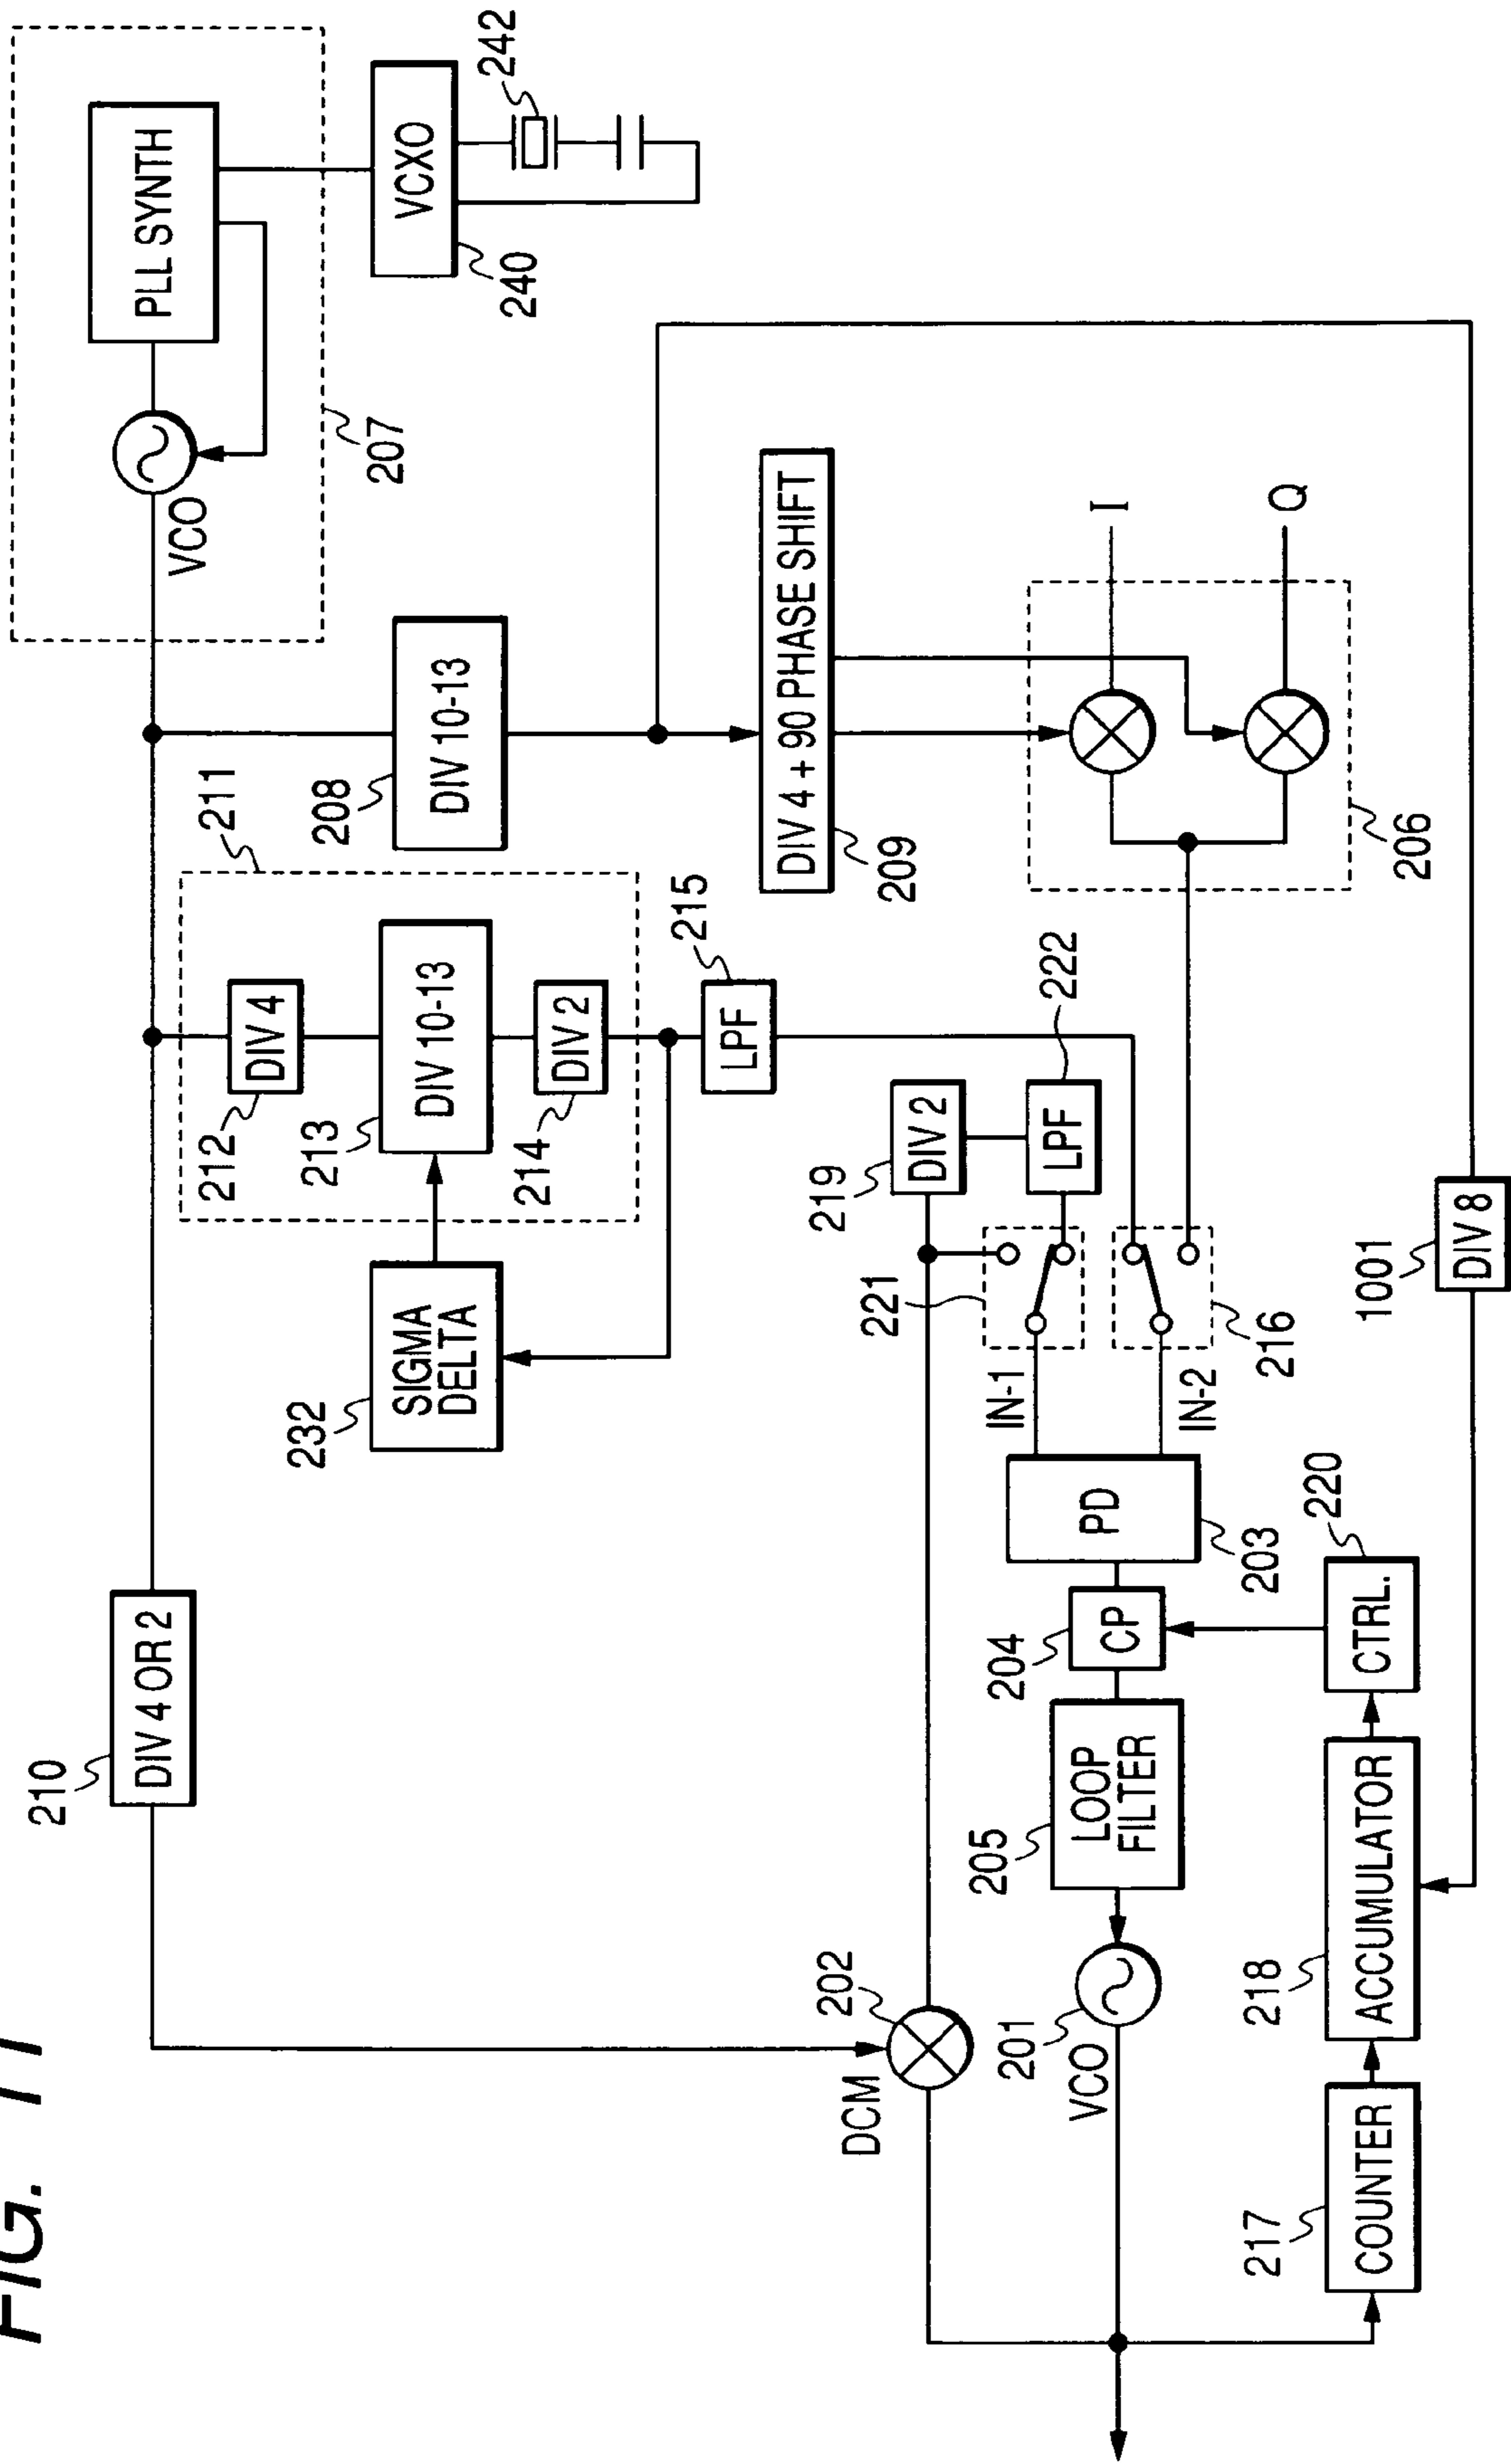 FIG. 11
PLL SYNTH
VCO
207
VCXO
240
242
DIV 4 OR 2
210
211
DIV 4
212
DIV 10-13
213
DIV 2
214
SIGMA
DELTA
232
LPF
215
DIV 10-13
208
DIV 4 + 90 PHASE SHIFT
209
I
Q
206
DCM
202
DIV 2
219
LPF
222
221
216
IN-1
IN-2
PD
203
CP
204
LOOP
FILTER
205
VCO
201
COUNTER
217
ACCUMULATOR
218
CTRL.
220
DIV 8
1001